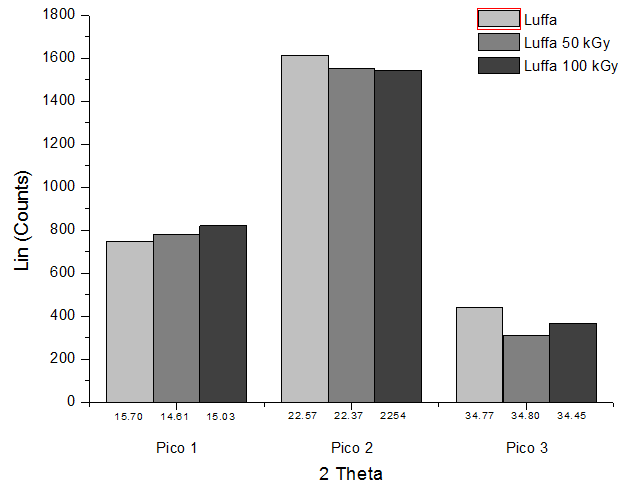 1800
1600
1400
1200
1000
800
600
400
200
0
Lin (Counts)
Luffa
Luffa 50 kGy
Luffa 100 kGy
15.70 14.61 15.03 22.57 22.37 2254 34.77 34.80 34.45
Pico 1 Pico 2 Pico 3
2 Theta